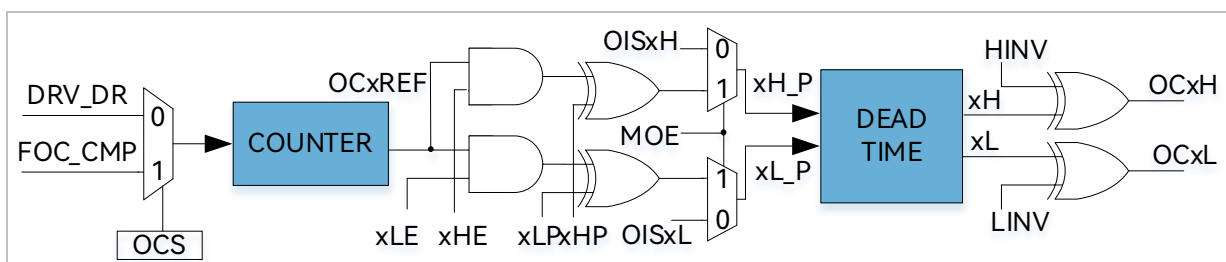 DRV_DR
FOC_CMP
0
1
OCS
COUNTER
OCxREF
xLE
xHE
xLP
xHP
OISxH
0
1
MOE
1
0
OISxL
xH_P
xL_P
DEAD
TIME
xH
xL
HINV
LINV
OCxH
OCxL